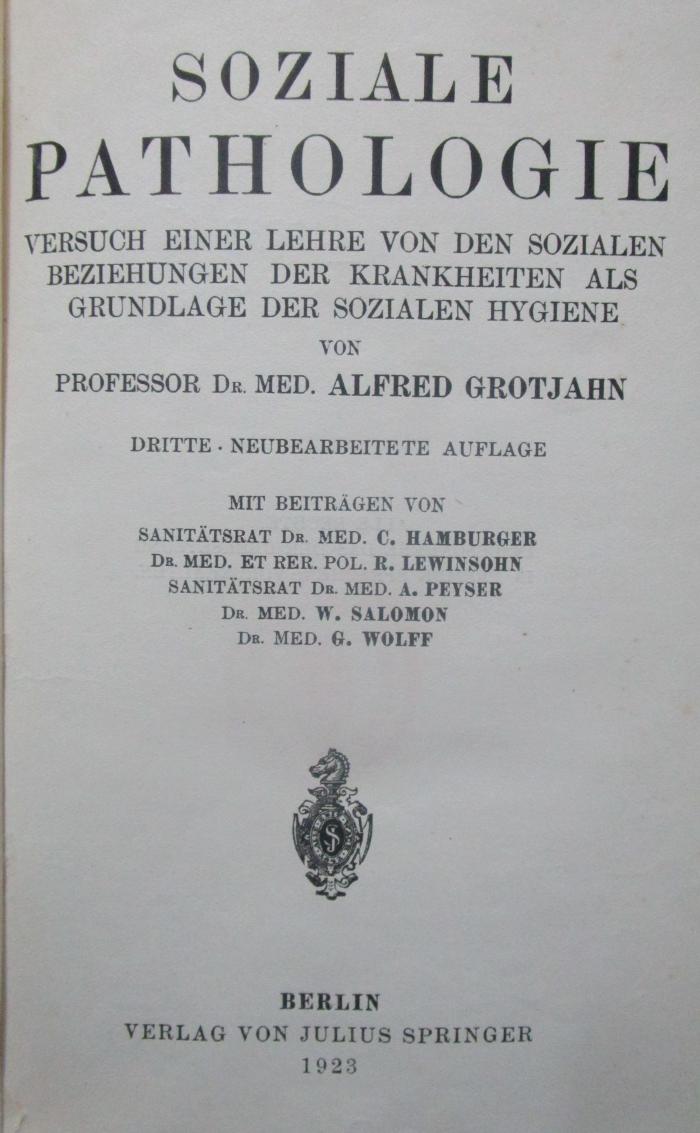 SOZIALE
PATHOLOGIE
VERSUCH EINER LEHRE VON DEN SOZIALEN
BEZIEHUNGEN DER KRANKHEITEN ALS
GRUNDLAGE DER SOZIALEN HYGIENE
VON
PROFESSOR DR. MED. ALFRED GROTJAHN
DRITTE · NEUBEARBEITETE AUFLAGE
MIT BEITRÄGEN VON
SANITÄTSRAT DR. MED. C. HAMBURGER
DR. MED. ET RER. POL. R. LEWINSOHN
SANITÄTSRAT DR. MED. A. PEYSER
DR. MED. W. SALOMON
DR. MED. G. WOLFF
BERLIN
VERLAG VON JULIUS SPRINGER
1923